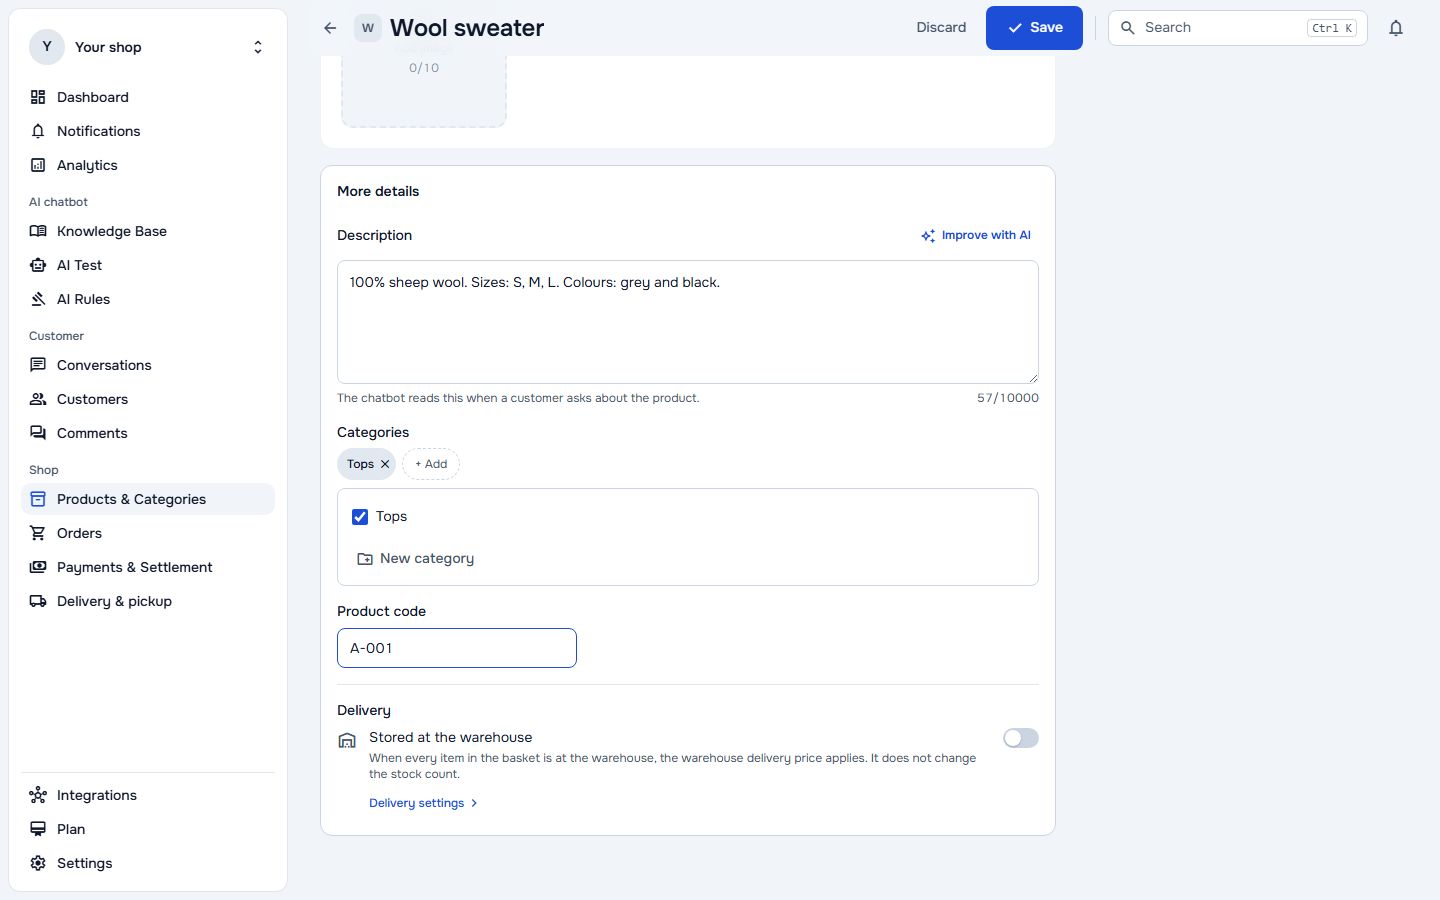 Y Your shop
Dashboard
Notifications
Analytics
AI chatbot
Knowledge Base
AI Test
AI Rules
Customer
Conversations
Customers
Comments
Shop
Products & Categories
Orders
Payments & Settlement
Delivery & pickup
Integrations
Plan
Settings
W Wool sweater
Discard
Save
Search
Ctrl K
0/10
More details
Description
Improve with AI
100% sheep wool. Sizes: S, M, L. Colours: grey and black.
The chatbot reads this when a customer asks about the product.
57/10000
Categories
Tops
+ Add
Tops
New category
Product code
A-001
Delivery
Stored at the warehouse
When every item in the basket is at the warehouse, the warehouse delivery price applies. It does not change
the stock count.
Delivery settings